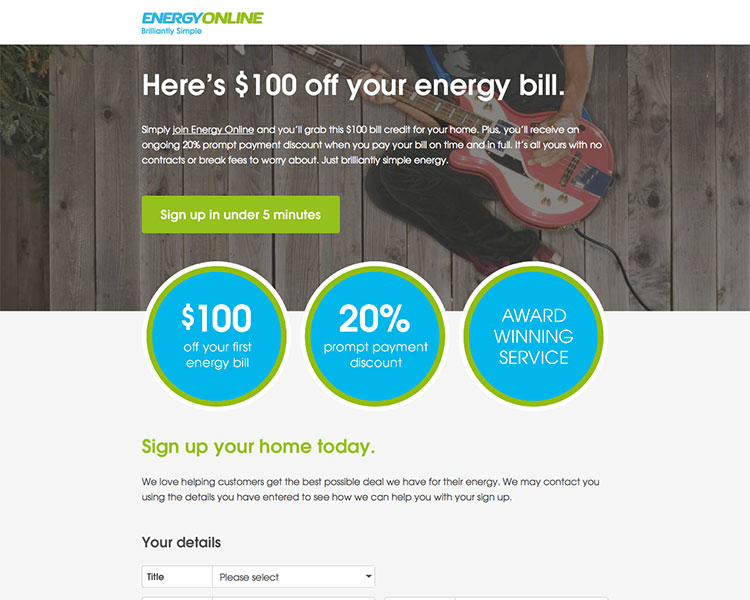 ENERGYONLINE
Brilliantly Simple
Here's $100 off your energy bill.
Simply join Energy Online and you'll grab this $100 bill credit for your home. Plus, you'll receive an
ongoing 20% prompt payment discount when you pay your bill on time and in full. It's all yours with no
contracts or break fees to worry about. Just brilliantly simple energy.
Sign up in under 5 minutes
$100
off your first
energy bill
20%
prompt payment
discount
AWARD
WINNING
SERVICE
Sign up your home today.
We love helping customers get the best possible deal we have for their energy. We may contact you
using the details you have entered to see how we can help you with your sign up.
Your details
Title
Please select